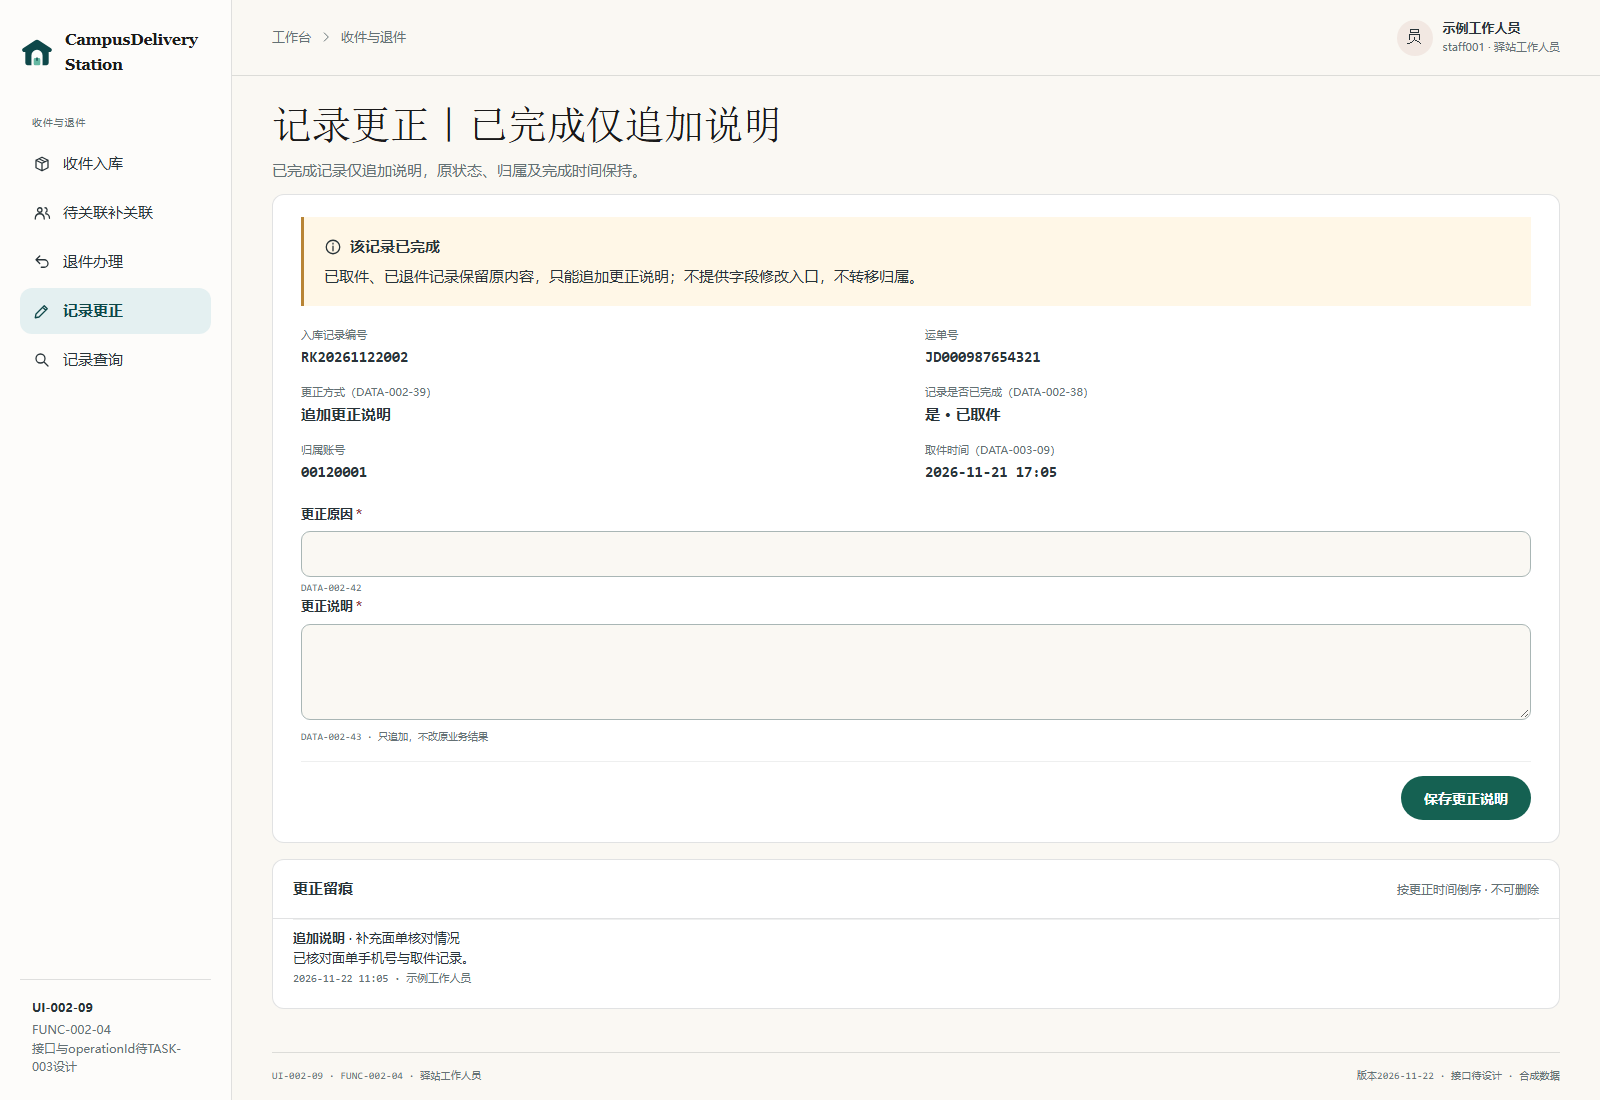 CampusDelivery
Station
收件与退件
收件入库
待关联补关联
退件办理
记录更正
记录查询
UI-002-09
FUNC-002-04
接口与operationId待TASK-
003设计
工作台 > 收件与退件
员
示例工作人员
staff001 · 驿站工作人员
记录更正｜已完成仅追加说明
已完成记录仅追加说明，原状态、归属及完成时间保持。
该记录已完成
已取件、已退件记录保留原内容，只能追加更正说明；不提供字段修改入口，不转移归属。
入库记录编号
RK20261122002
运单号
JD000987654321
更正方式（DATA-002-39）
追加更正说明
记录是否已完成（DATA-002-38）
是 • 已取件
归属账号
00120001
取件时间（DATA-003-09）
2026-11-21 17:05
更正原因 *
DATA-002-42
更正说明 *
DATA-002-43 · 只追加，不改原业务结果
保存更正说明
更正留痕
按更正时间倒序 · 不可删除
追加说明 · 补充面单核对情况
已核对面单手机号与取件记录。
2026-11-22 11:05 · 示例工作人员
UI-002-09 · FUNC-002-04 · 驿站工作人员
版本2026-11-22 · 接口待设计 · 合成数据